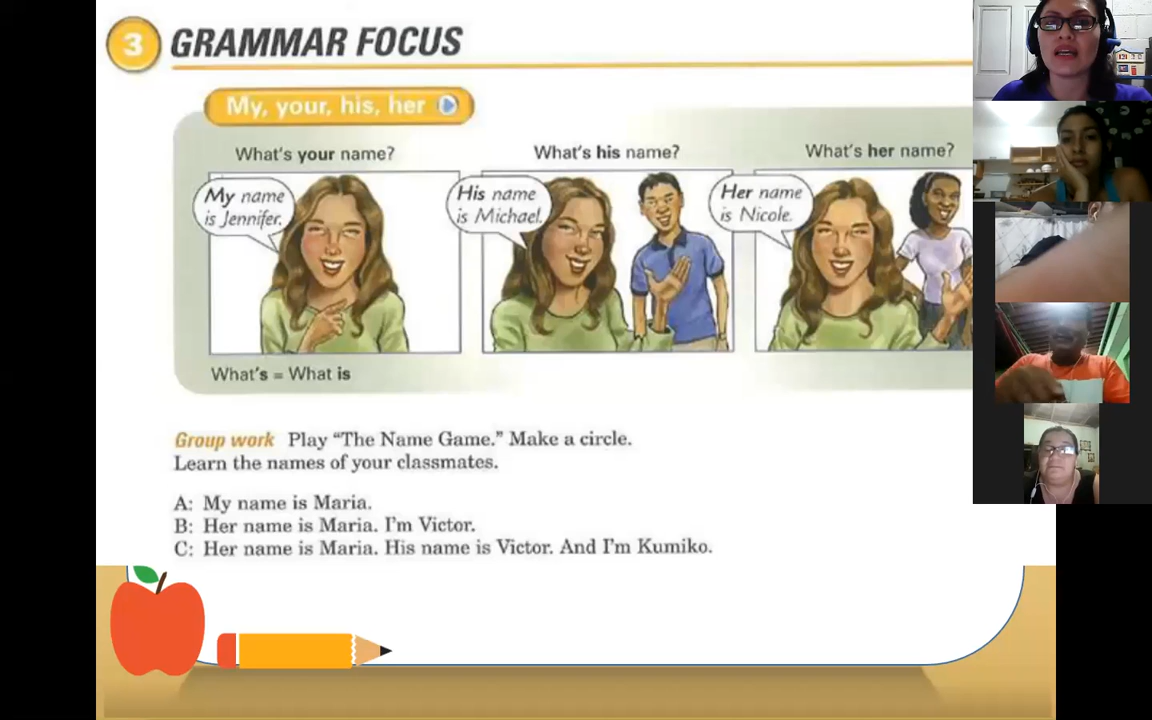 3 GRAMMAR FOCUS
My, your, his, her
What's your name?
My name
is Jennifer.
What's his name?
His name
is Michael.
What's her name?
Her name
is Nicole.
What's = What is
Group work Play “The Name Game.” Make a circle.
Learn the names of your classmates.
A: My name is Maria.
B: Her name is Maria. I'm Victor.
C: Her name is Maria. His name is Victor. And I'm Kumiko.